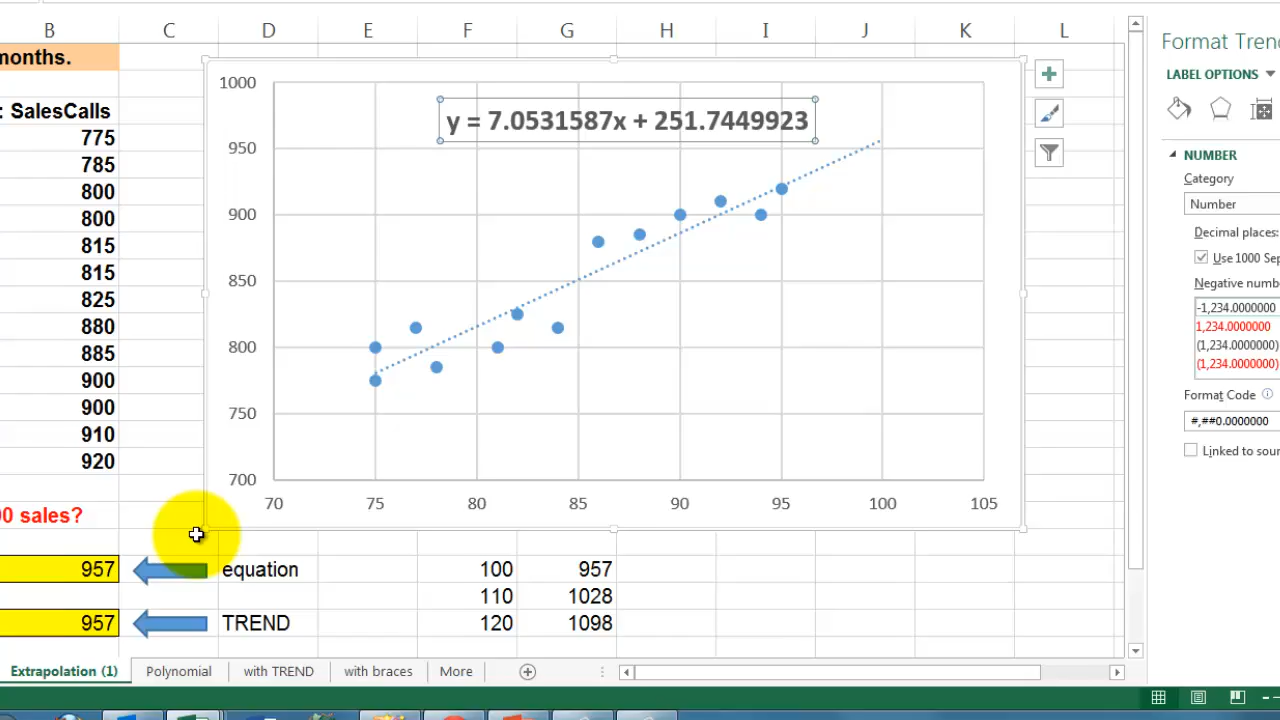 B C D E F G H I J K L
months.
: SalesCalls
775
785
800
800
815
815
825
880
885
900
900
910
920
0 sales?
957
957
1000
950
900
850
800
750
700
y = 7.0531587x + 251.7449923
70 75 80 85 90 95 100 105
equation 100 957
110 1028
TREND 120 1098
Extrapolation (1) Polynomial with TREND with braces More
Format Tren
LABEL OPTIONS
NUMBER
Category
Number
Decimal places:
Use 1000 Sep
Negative numb
-1,234.0000000
1,234.0000000
(1,234.0000000)
(1,234.0000000)
Format Code
#,##0.0000000
Linked to sour